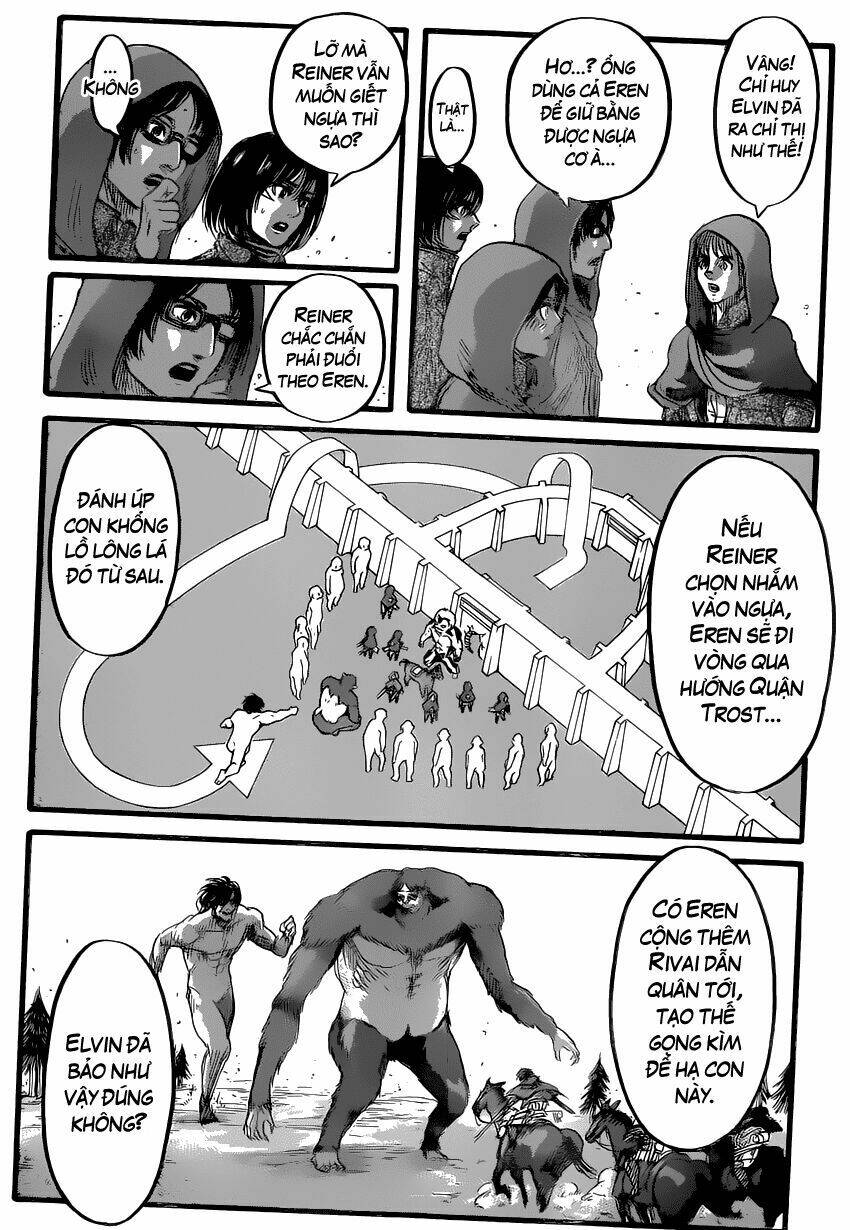 VÂNG!
CHỈ HUY
ELVIN ĐÃ
RA CHỈ THỊ
NHƯ THẾ!
HƠ...? ỔNG
DÙNG CẢ EREN
ĐỂ GIỮ BẰNG
ĐƯỢC NGỰA
CƠ À...
THẬT
LÀ...
LỠ MÀ
REINER VẪN
MUỐN GIẾT
NGỰA THÌ
SAO?
...
KHÔNG
REINER
CHẮC CHẮN
PHẢI ĐUỔI
THEO EREN.
NẾU
REINER
CHỌN NHẮM
VÀO NGỰA,
EREN SẼ ĐI
VÒNG QUA
HƯỚNG QUẬN
TROST...
ĐÁNH ÚP
CON KHỔNG
LỒ LÔNG LÁ
ĐÓ TỪ SAU.
CÓ EREN
CỘNG THÊM
RIVAI DẪN
QUÂN TỚI,
TẠO THẾ
GỌNG KÌM
ĐỂ HẠ CON
NÀY.
ELVIN ĐÃ
BẢO NHƯ
VẬY ĐÚNG
KHÔNG?